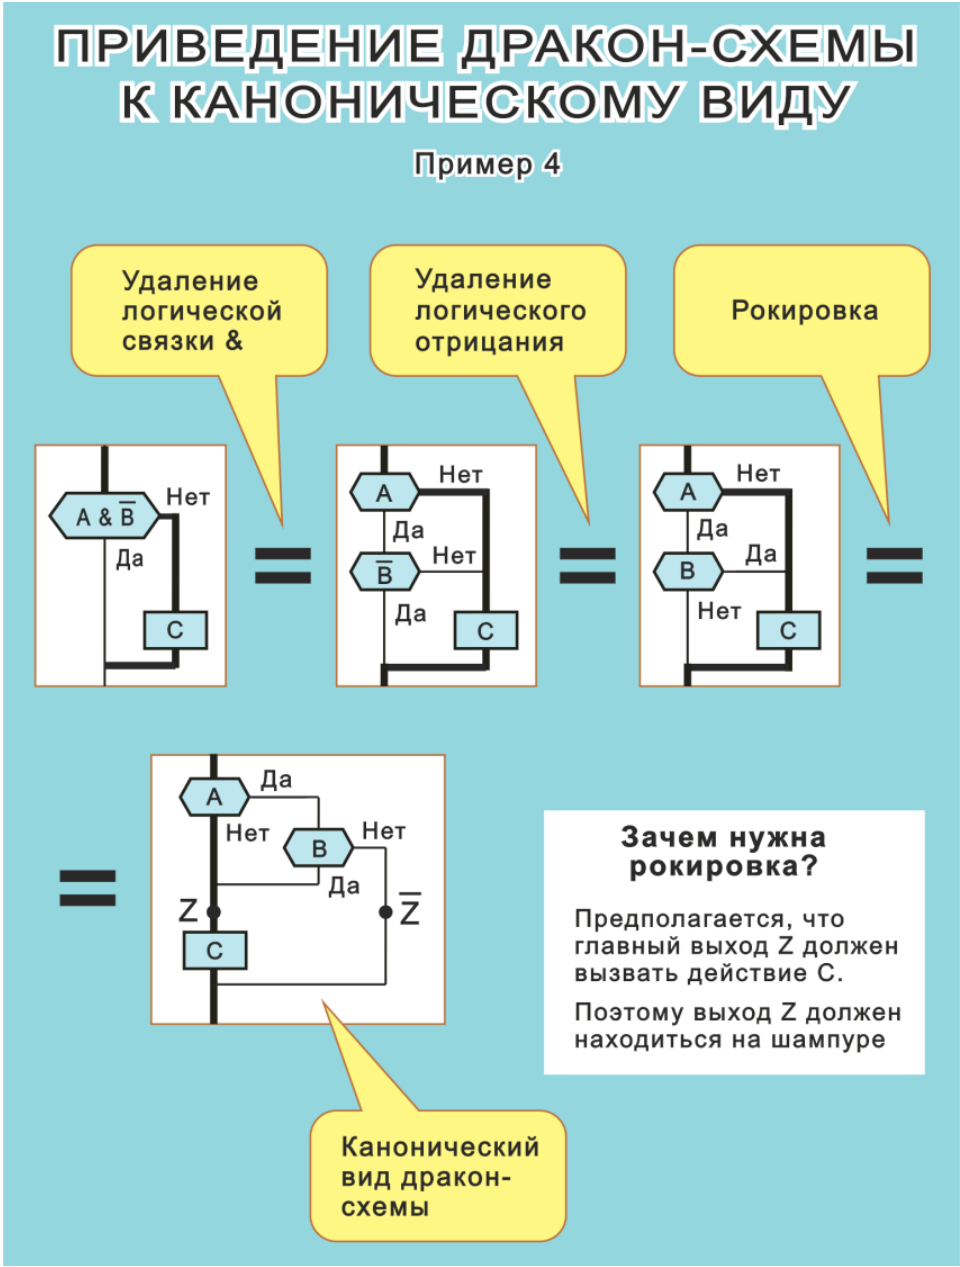 ПРИВЕДЕНИЕ ДРАКОН-СХЕМЫ
К КАНОНИЧЕСКОМУ ВИДУ
Пример 4
Удаление
логической
связки &
Удаление
логического
отрицания
Рокировка
A & B̅
Нет
Да
C
=
A
Нет
Да
B̅
Нет
Да
C
=
A
Нет
Да
B
Да
Нет
C
=
=
A
Да
Нет
B
Нет
Да
Z
Z̅
C
Зачем нужна
рокировка?
Предполагается, что
главный выход Z должен
вызвать действие C.
Поэтому выход Z должен
находиться на шампуре
Канонический
вид дракон-
схемы